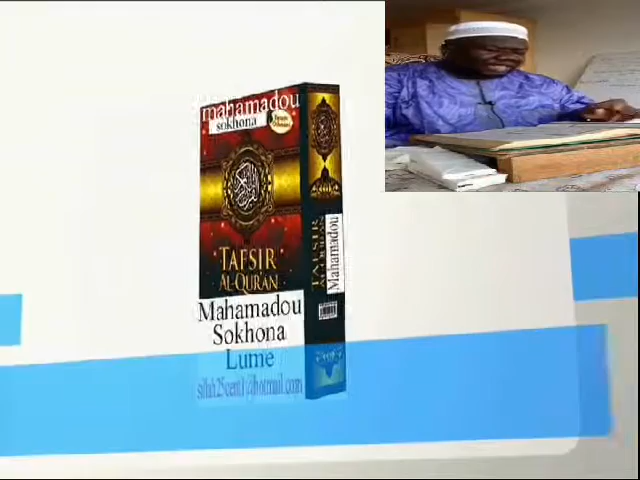 mahamadou
sokhona
TAFSIR
AL-QUR'AN
Mahamadou
Sokhona
Lume
TAFSIR
Mahamadou